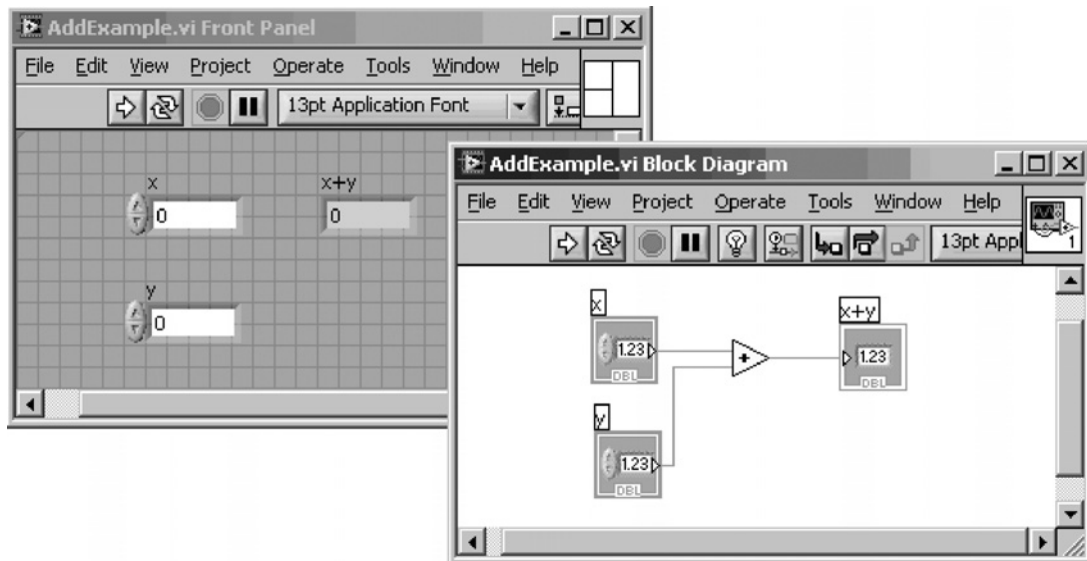 AddExample.vi Front Panel
File Edit View Project Operate Tools Window Help
13pt Application Font
x
0
x+y
0
y
0
AddExample.vi Block Diagram
File Edit View Project Operate Tools Window Help
13pt Appl
1
x
1.23
DBL
+
x+y
1.23
DBL
y
1.23
DBL